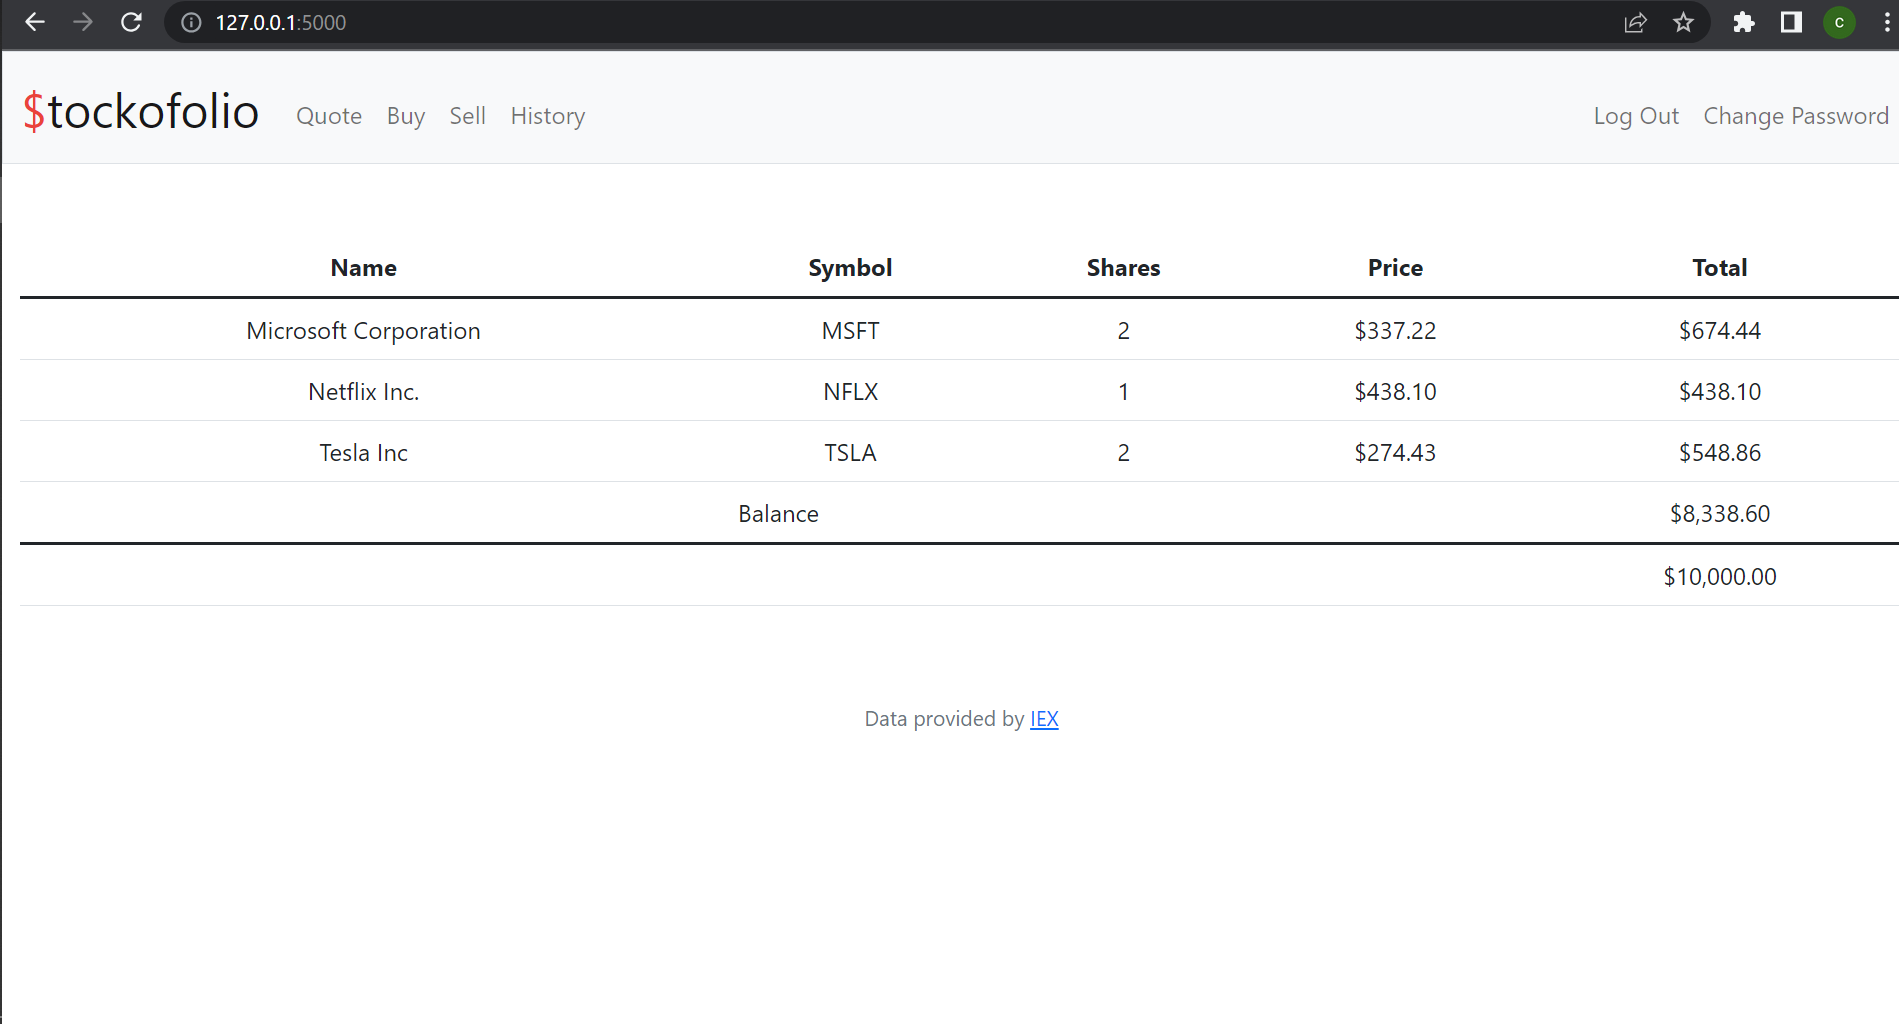 127.0.0.1:5000
C
$tockofolio Quote Buy Sell History Log Out Change Password
Name Symbol Shares Price Total
Microsoft Corporation MSFT 2 $337.22 $674.44
Netflix Inc. NFLX 1 $438.10 $438.10
Tesla Inc TSLA 2 $274.43 $548.86
Balance $8,338.60
$10,000.00
Data provided by IEX